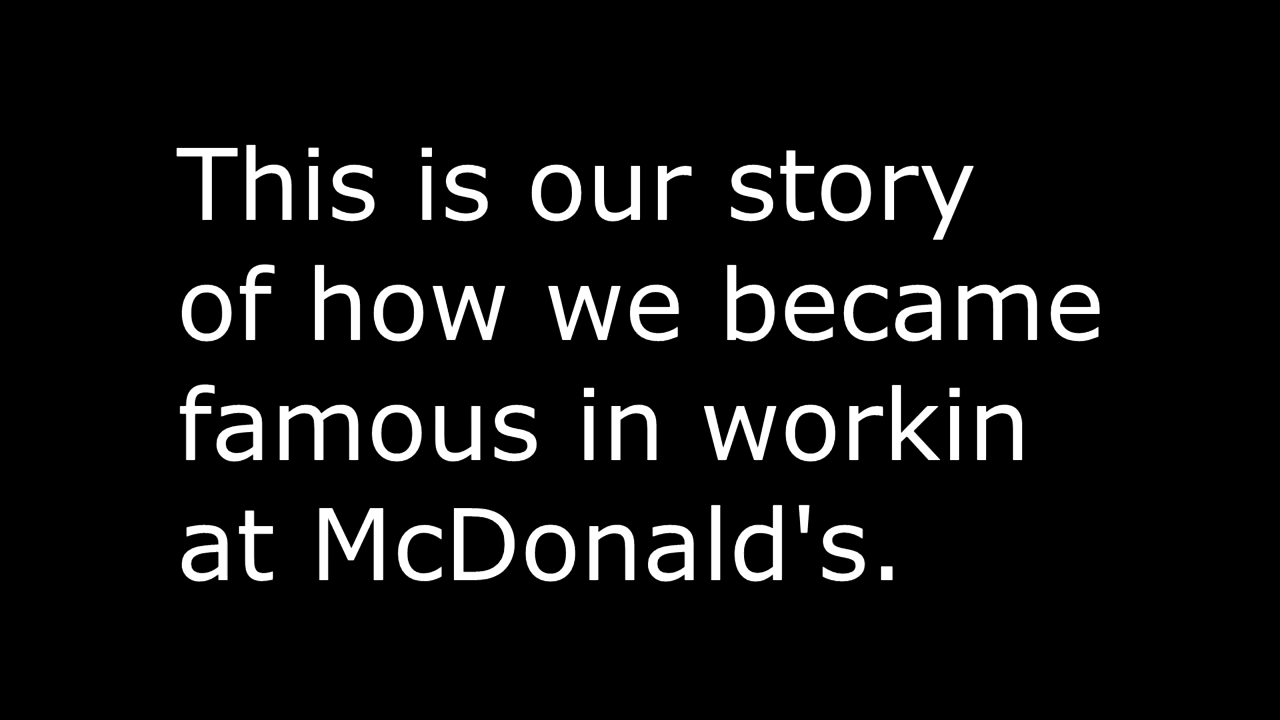 This is our story
of how we became
famous in workin
at McDonald's.